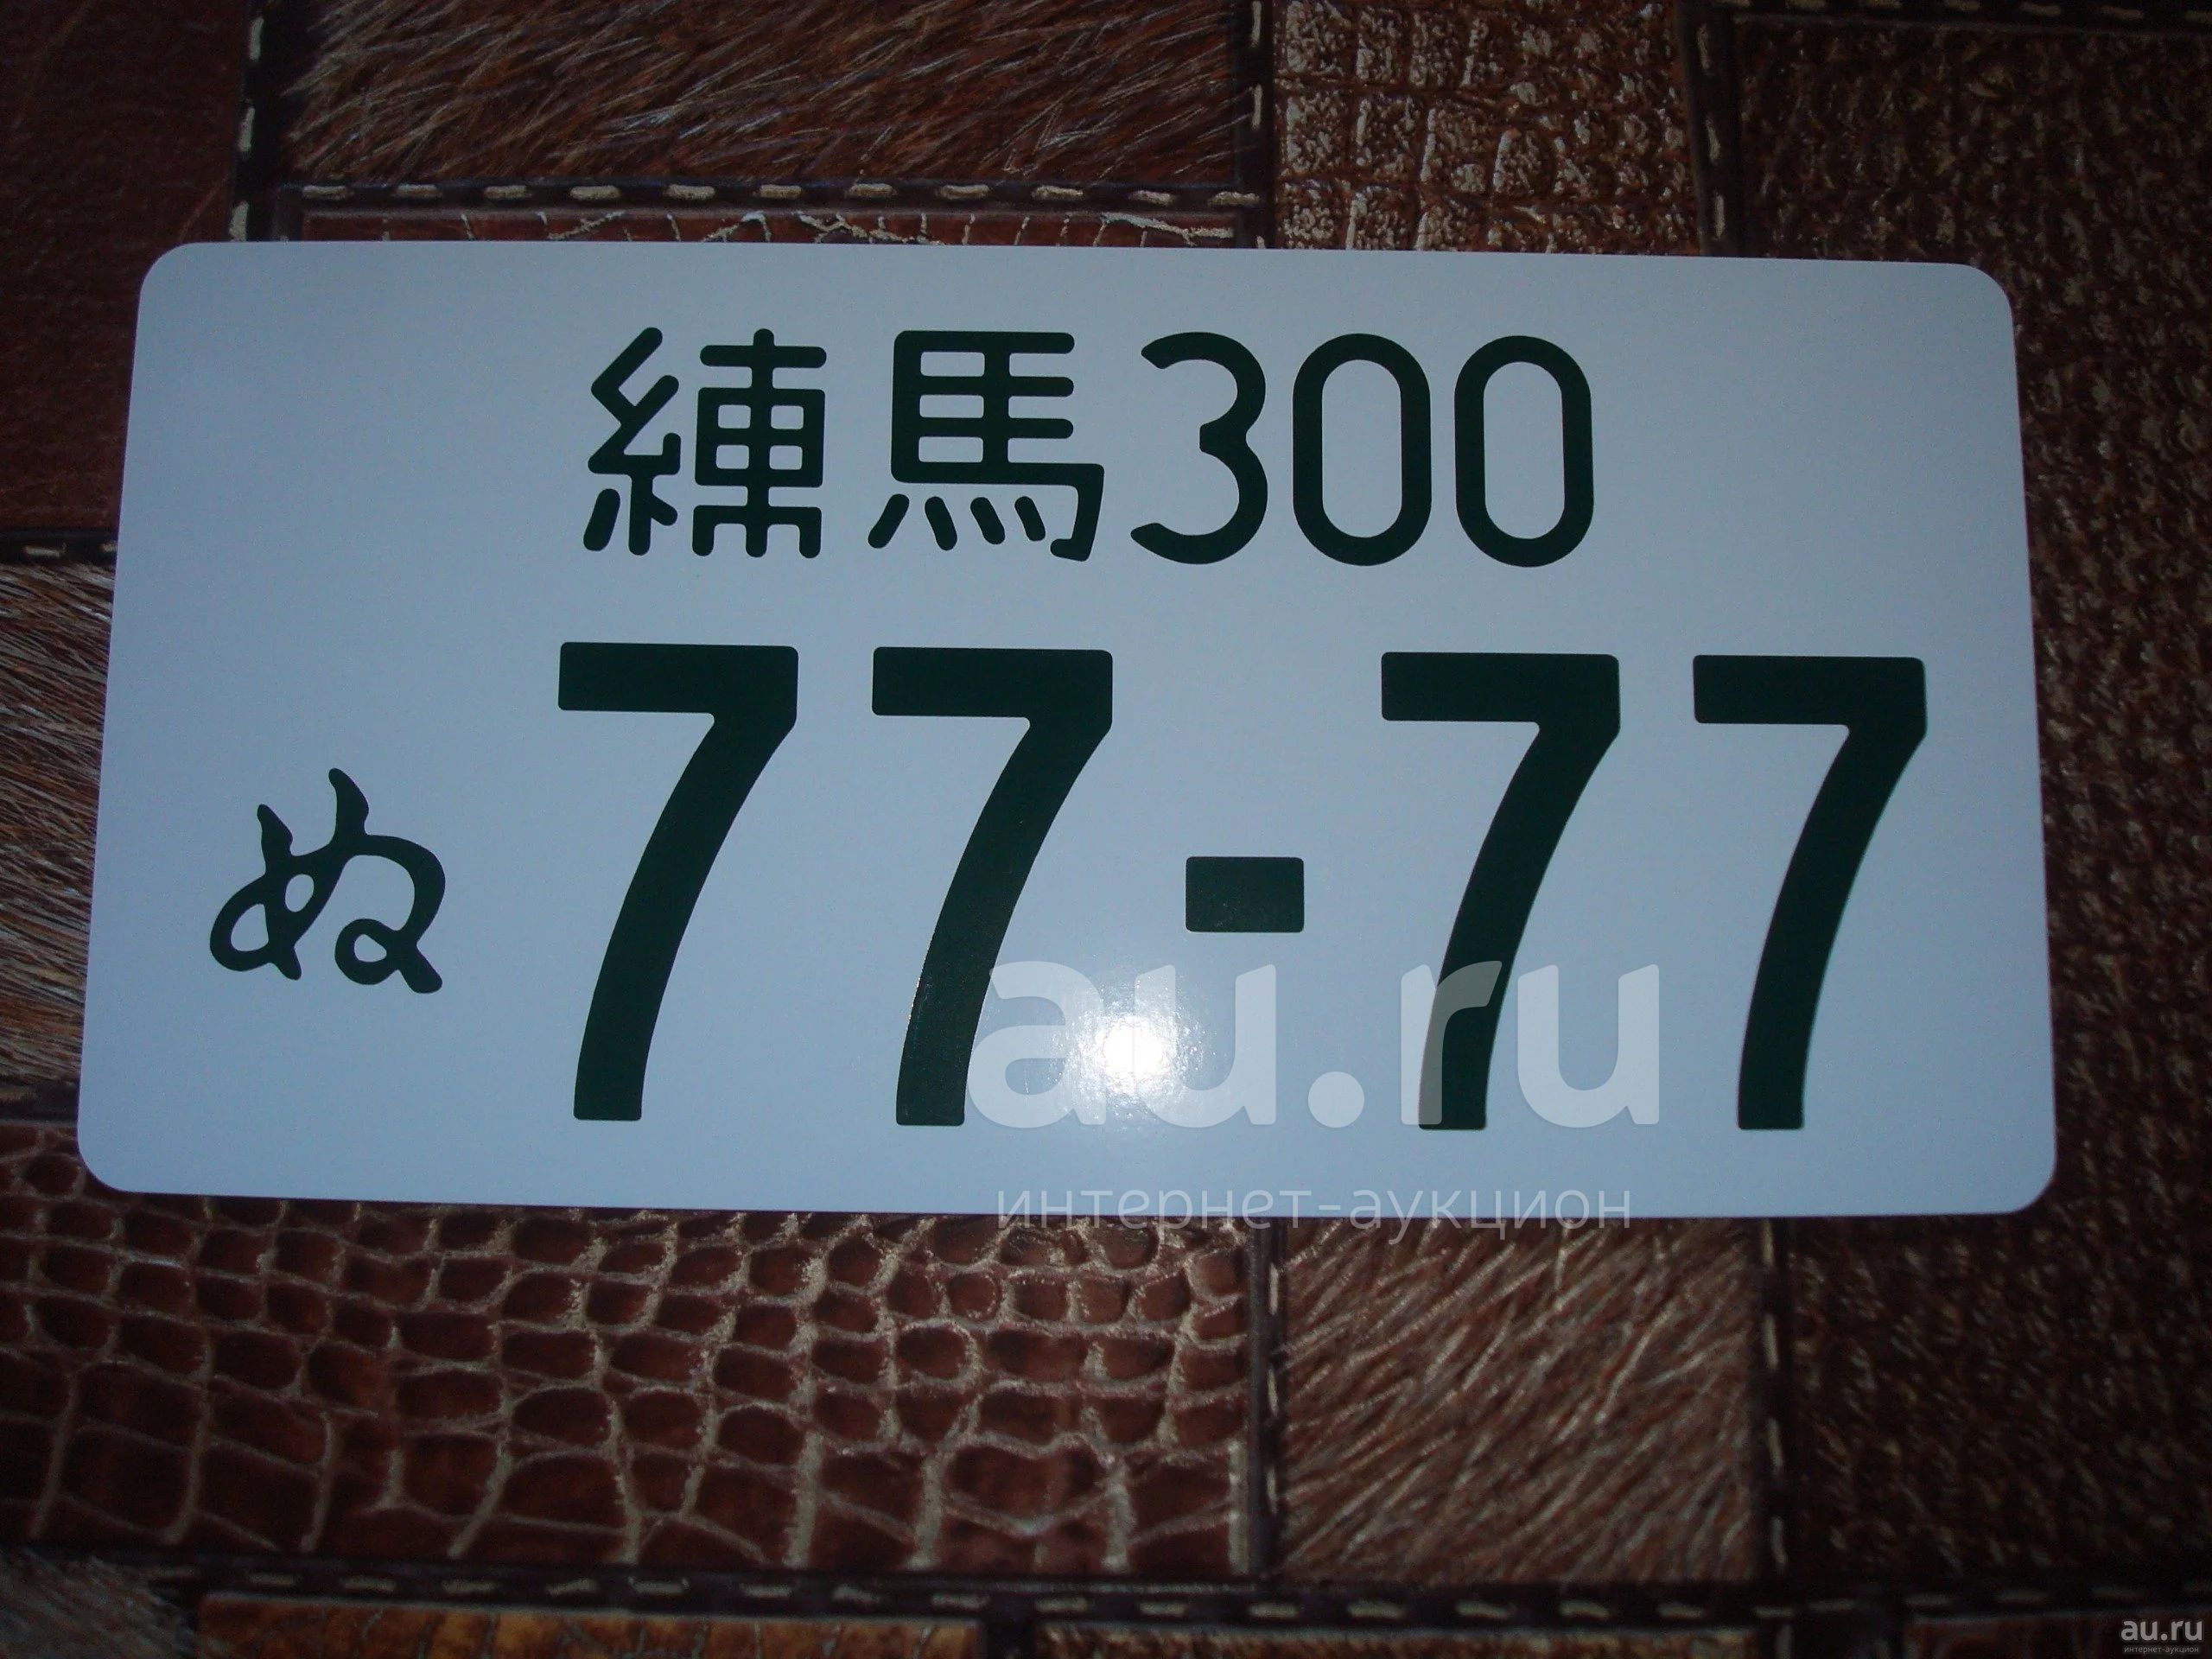 練馬300
ぬ 77-77
au.ru
интернет-аукцион
au.ru
интернет-аукцион